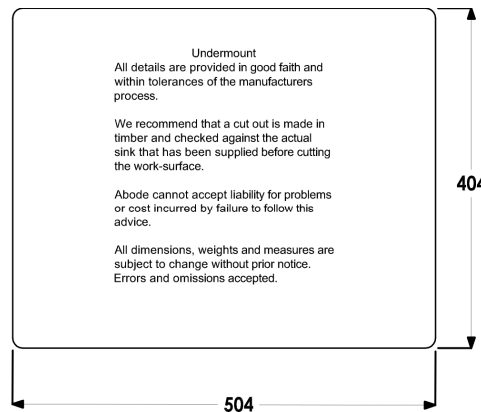 Undermount
All details are provided in good faith and
within tolerances of the manufacturers
process.
We recommend that a cut out is made in
timber and checked against the actual
sink that has been supplied before cutting
the work-surface.
404
Abode cannot accept liability for problems
or cost incurred by failure to follow this
advice.
All dimensions, weights and measures are
subject to change without prior notice.
Errors and omissions accepted.
504